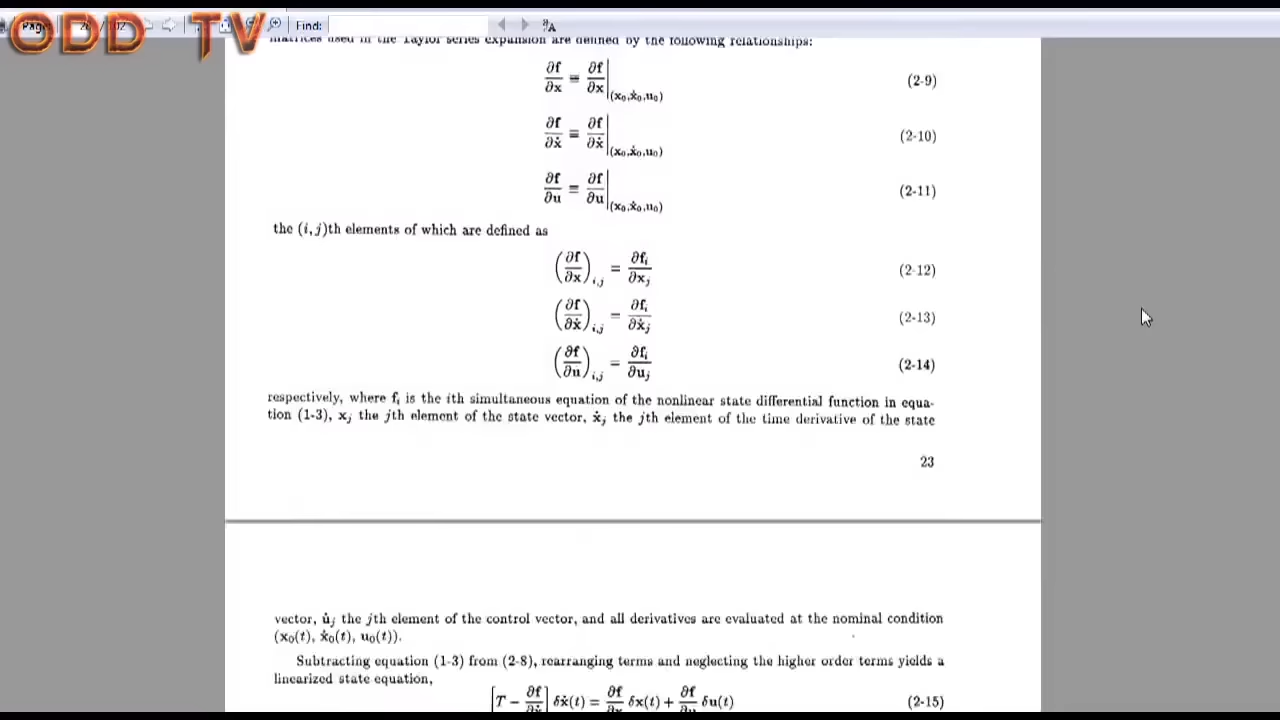 ODD TV
Page Find:
matrices used in the Taylor series expansion are defined by the following relationships:
∂f/∂x ≡ ∂f/∂x|(x₀,ẋ₀,u₀) (2-9)
∂f/∂ẋ ≡ ∂f/∂ẋ|(x₀,ẋ₀,u₀) (2-10)
∂f/∂u ≡ ∂f/∂u|(x₀,ẋ₀,u₀) (2-11)
the (i,j)th elements of which are defined as
(∂f/∂x)i,j = ∂fi/∂xj (2-12)
(∂f/∂ẋ)i,j = ∂fi/∂ẋj (2-13)
(∂f/∂u)i,j = ∂fi/∂uj (2-14)
respectively, where fi is the ith simultaneous equation of the nonlinear state differential function in equa-
tion (1-3), xj the jth element of the state vector, ẋj the jth element of the time derivative of the state
23
vector, u̇j the jth element of the control vector, and all derivatives are evaluated at the nominal condition
(x₀(t), ẋ₀(t), u₀(t)).
Subtracting equation (1-3) from (2-8), rearranging terms and neglecting the higher order terms yields a
linearized state equation,
[T − ∂f/∂ẋ] δẋ(t) = ∂f/∂x δx(t) + ∂f/∂u δu(t) (2-15)